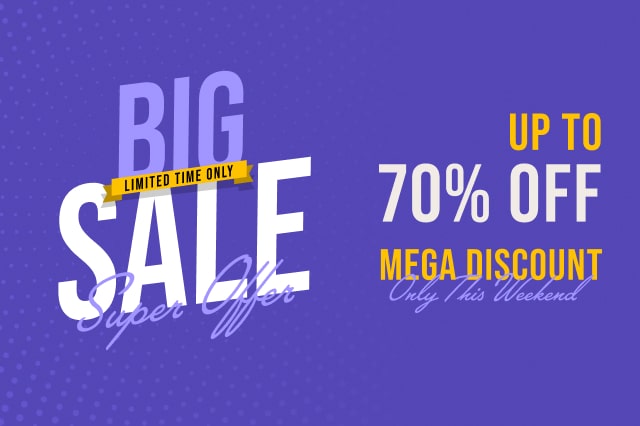 BIG
LIMITED TIME ONLY
SALE
Super Offer
UP TO
70% OFF
MEGA DISCOUNT
Only This Weekend